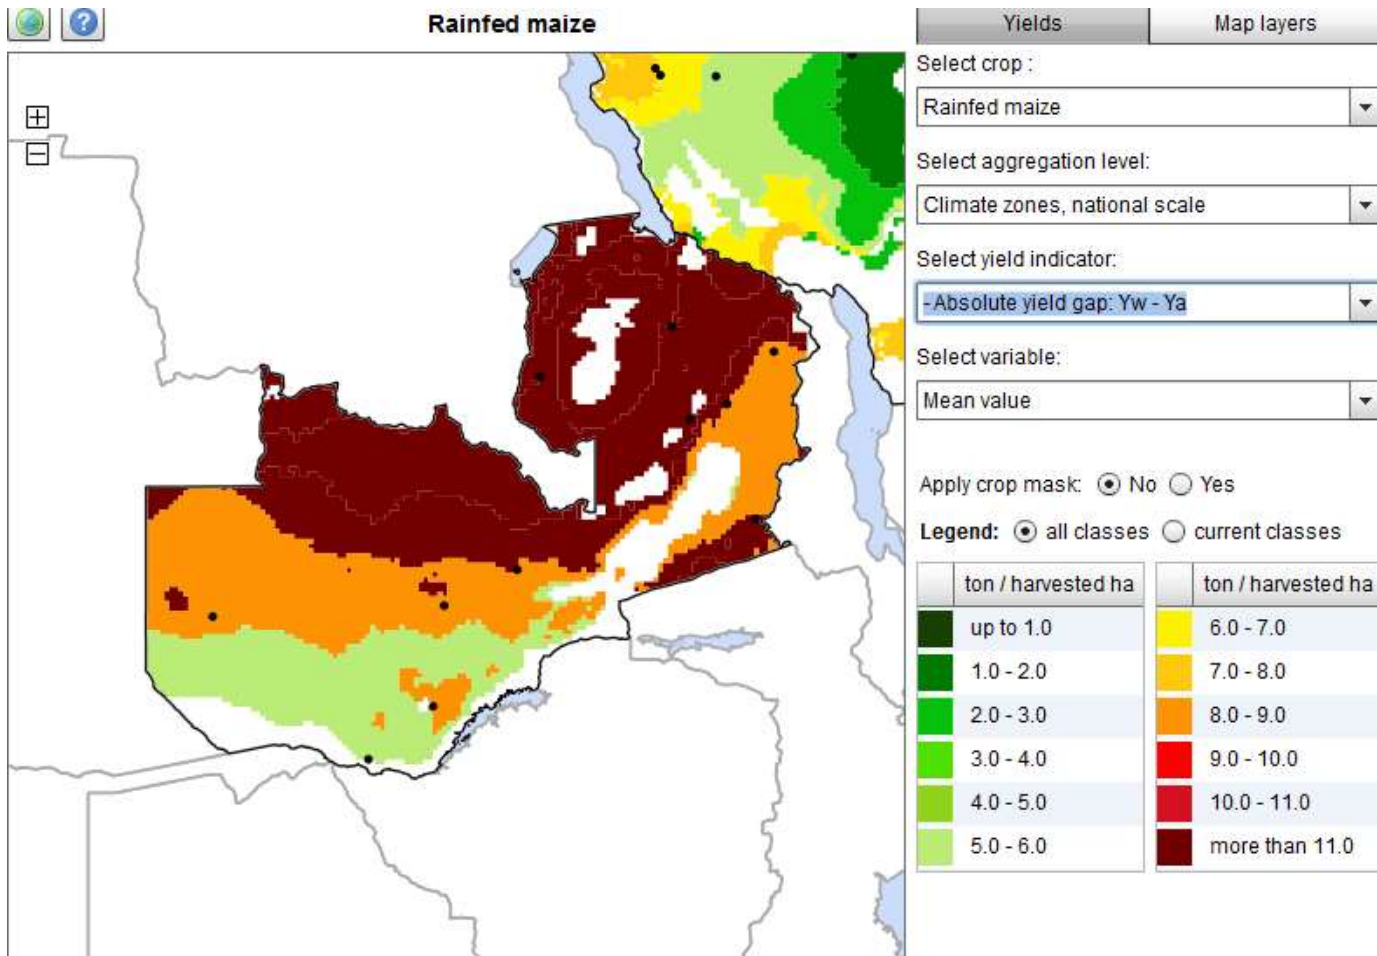 ?
Rainfed maize
Yields
Map layers
Select crop :
Rainfed maize
Select aggregation level:
Climate zones, national scale
Select yield indicator:
- Absolute yield gap: Yw - Ya
Select variable:
Mean value
Apply crop mask: No Yes
Legend: all classes current classes
ton / harvested ha
up to 1.0
1.0 - 2.0
2.0 - 3.0
3.0 - 4.0
4.0 - 5.0
5.0 - 6.0
ton / harvested ha
6.0 - 7.0
7.0 - 8.0
8.0 - 9.0
9.0 - 10.0
10.0 - 11.0
more than 11.0